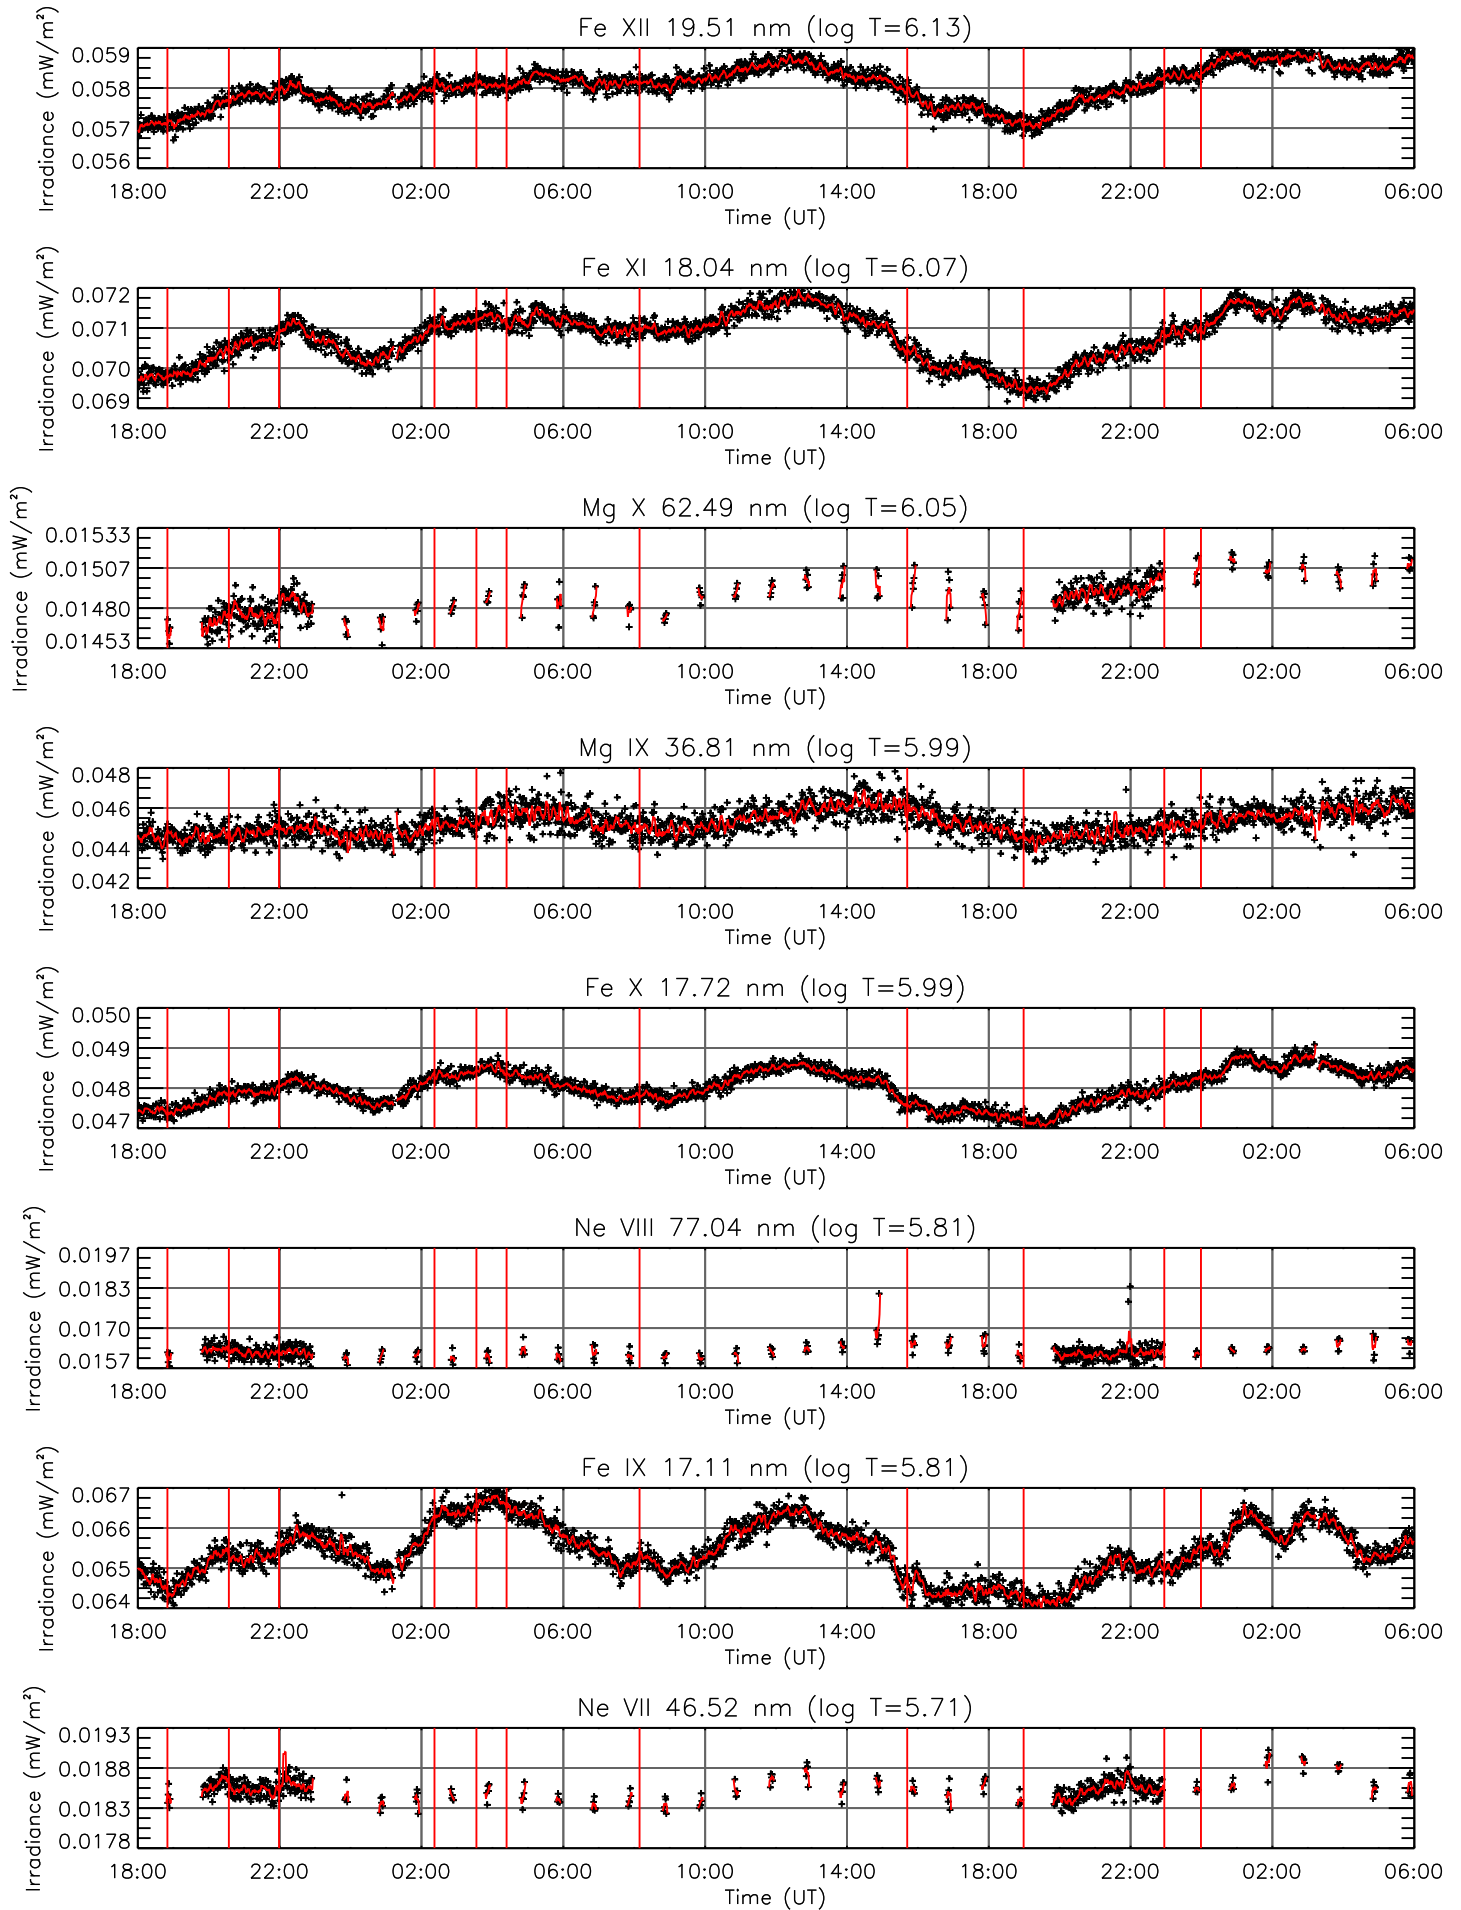 Fe XII 19.51 nm (log T=6.13)
Irradiance (mW/m²)
0.059
0.058
0.057
0.056
18:00 22:00 02:00 06:00 10:00 14:00 18:00 22:00 02:00 06:00
Time (UT)
Fe XI 18.04 nm (log T=6.07)
Irradiance (mW/m²)
0.072
0.071
0.070
0.069
18:00 22:00 02:00 06:00 10:00 14:00 18:00 22:00 02:00 06:00
Time (UT)
Mg X 62.49 nm (log T=6.05)
Irradiance (mW/m²)
0.01533
0.01507
0.01480
0.01453
18:00 22:00 02:00 06:00 10:00 14:00 18:00 22:00 02:00 06:00
Time (UT)
Mg IX 36.81 nm (log T=5.99)
Irradiance (mW/m²)
0.048
0.046
0.044
0.042
18:00 22:00 02:00 06:00 10:00 14:00 18:00 22:00 02:00 06:00
Time (UT)
Fe X 17.72 nm (log T=5.99)
Irradiance (mW/m²)
0.050
0.049
0.048
0.047
18:00 22:00 02:00 06:00 10:00 14:00 18:00 22:00 02:00 06:00
Time (UT)
Ne VIII 77.04 nm (log T=5.81)
Irradiance (mW/m²)
0.0197
0.0183
0.0170
0.0157
18:00 22:00 02:00 06:00 10:00 14:00 18:00 22:00 02:00 06:00
Time (UT)
Fe IX 17.11 nm (log T=5.81)
Irradiance (mW/m²)
0.067
0.066
0.065
0.064
18:00 22:00 02:00 06:00 10:00 14:00 18:00 22:00 02:00 06:00
Time (UT)
Ne VII 46.52 nm (log T=5.71)
Irradiance (mW/m²)
0.0193
0.0188
0.0183
0.0178
18:00 22:00 02:00 06:00 10:00 14:00 18:00 22:00 02:00 06:00
Time (UT)